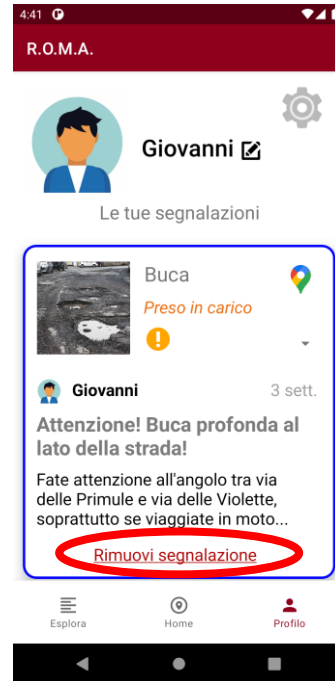 4:41
R.O.M.A.
Giovanni
Le tue segnalazioni
Buca
Preso in carico
Giovanni
3 sett.
Attenzione! Buca profonda al
lato della strada!
Fate attenzione all'angolo tra via
delle Primule e via delle Violette,
soprattutto se viaggiate in moto...
Rimuovi segnalazione
Esplora
Home
Profilo